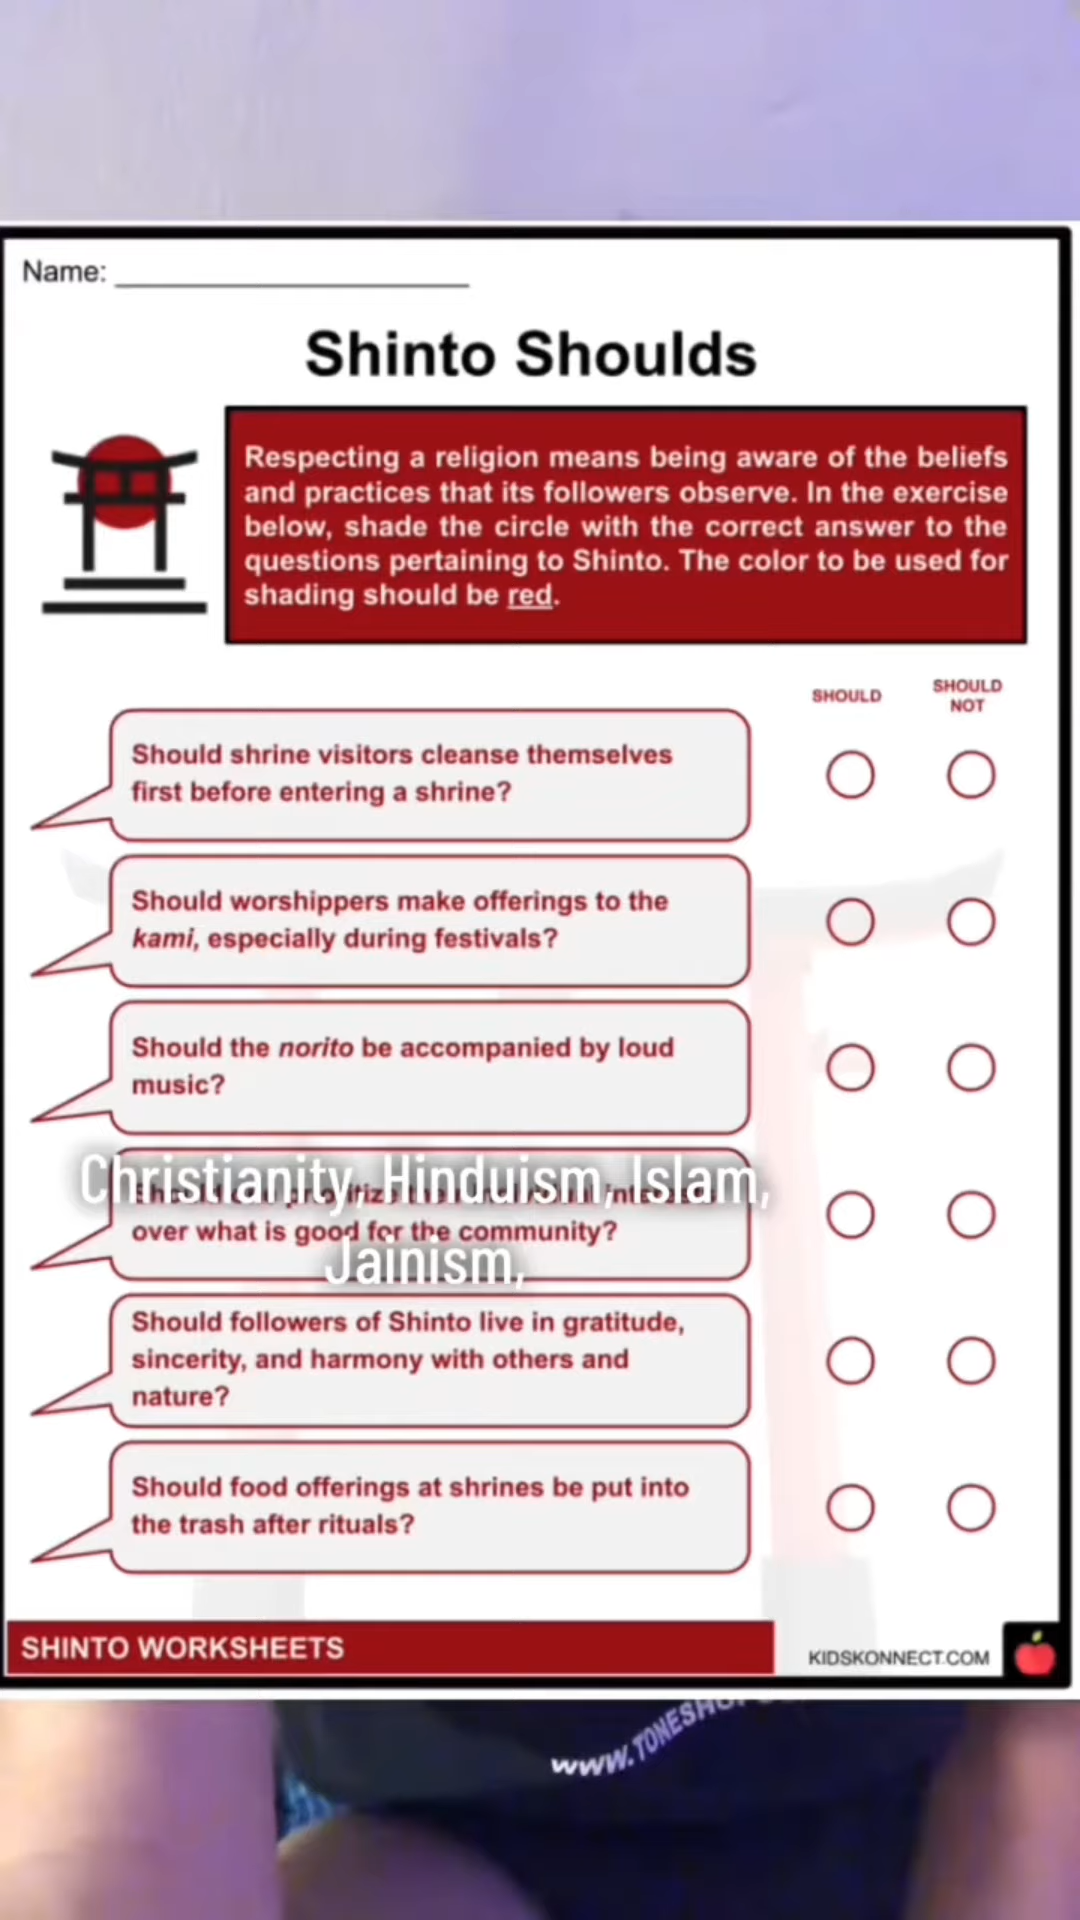 Name:
Shinto Shoulds
Respecting a religion means being aware of the beliefs
and practices that its followers observe. In the exercise
below, shade the circle with the correct answer to the
questions pertaining to Shinto. The color to be used for
shading should be red.
SHOULD
SHOULD
NOT
Should shrine visitors cleanse themselves
first before entering a shrine?
Should worshippers make offerings to the
kami, especially during festivals?
Should the norito be accompanied by loud
music?
Christianity, Hinduism, Islam,
over what is good for the community?
Jainism,
Should followers of Shinto live in gratitude,
sincerity, and harmony with others and
nature?
Should food offerings at shrines be put into
the trash after rituals?
SHINTO WORKSHEETS
KIDSKONNECT.COM